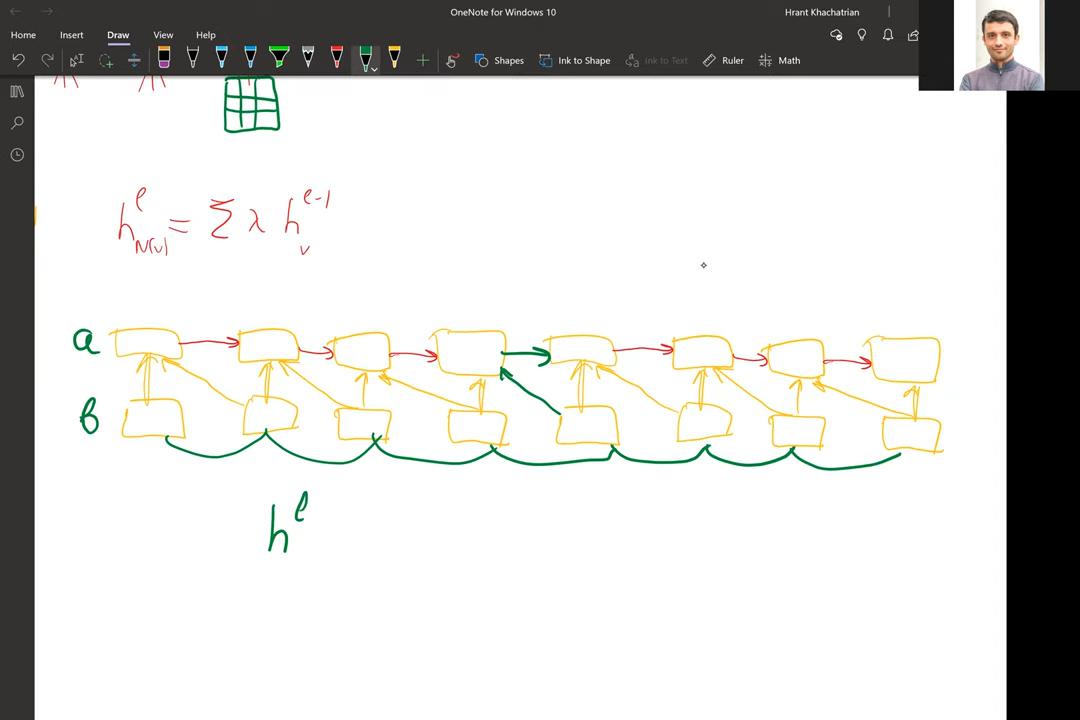 OneNote for Windows 10
Hrant Khachatrian
Home Insert Draw View Help
Shapes Ink to Shape Ink to Text Ruler Math
h^l_{N(v)} = Σ λ h^{l-1}_v
a
b
h^l